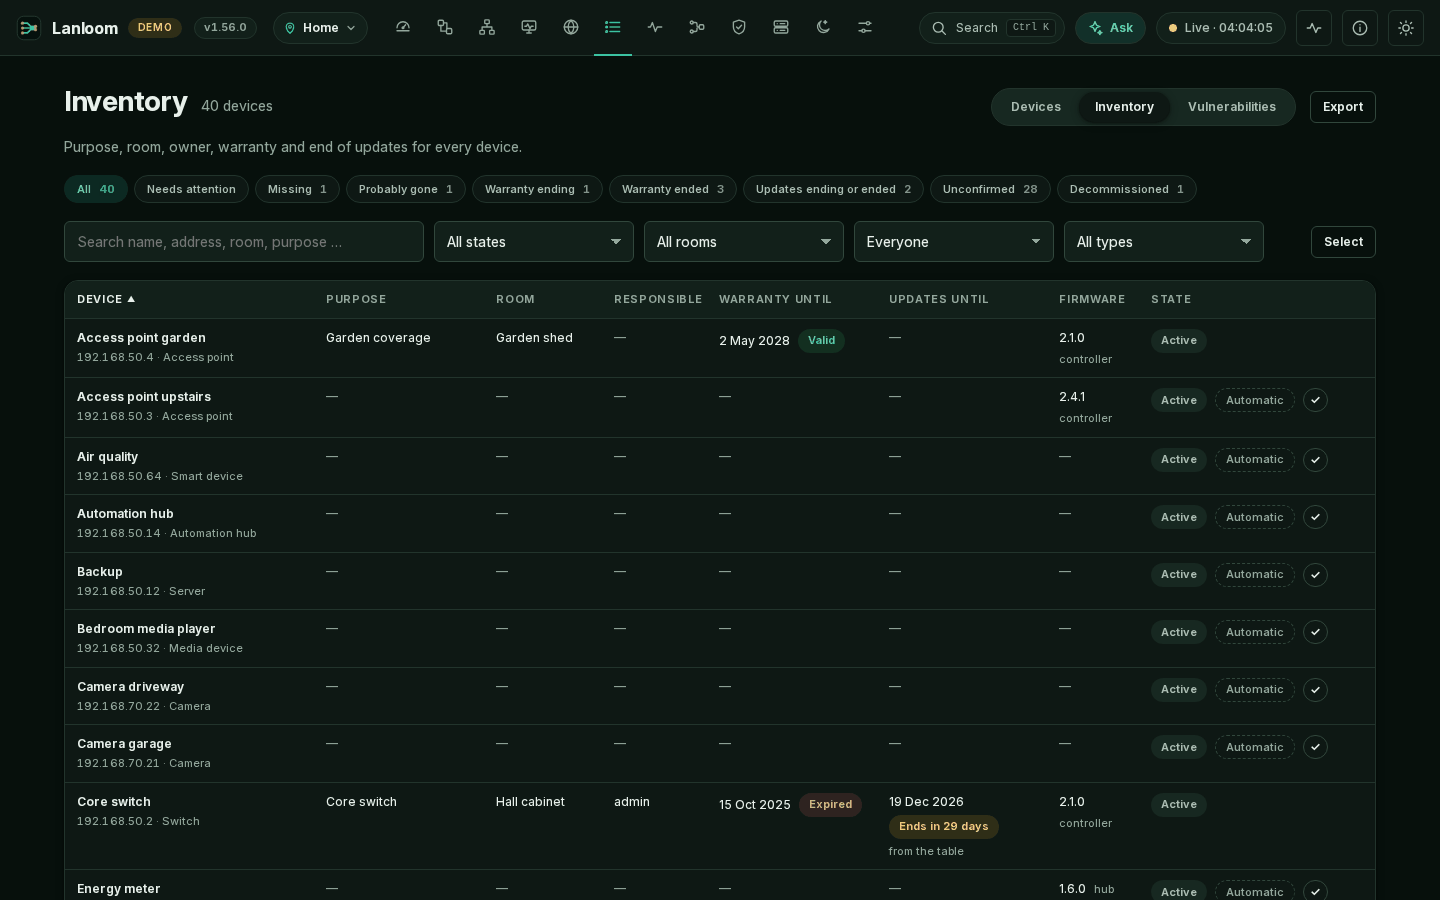 Lanloom DEMO v1.56.0 Home Search Ctrl K Ask Live · 04:04:05
Inventory 40 devices Devices Inventory Vulnerabilities Export
Purpose, room, owner, warranty and end of updates for every device.
All 40 Needs attention Missing 1 Probably gone 1 Warranty ending 1 Warranty ended 3 Updates ending or ended 2 Unconfirmed 28 Decommissioned 1
Search name, address, room, purpose ... All states All rooms Everyone All types Select
DEVICE ▲ PURPOSE ROOM RESPONSIBLE WARRANTY UNTIL UPDATES UNTIL FIRMWARE STATE
Access point garden Garden coverage Garden shed — 2 May 2028 Valid — 2.1.0 Active
192.168.50.4 · Access point controller
Access point upstairs — — — — — 2.4.1 Active Automatic
192.168.50.3 · Access point controller
Air quality — — — — — — Active Automatic
192.168.50.64 · Smart device
Automation hub — — — — — — Active Automatic
192.168.50.14 · Automation hub
Backup — — — — — — Active Automatic
192.168.50.12 · Server
Bedroom media player — — — — — — Active Automatic
192.168.50.32 · Media device
Camera driveway — — — — — — Active Automatic
192.168.70.22 · Camera
Camera garage — — — — — — Active Automatic
192.168.70.21 · Camera
Core switch Core switch Hall cabinet admin 15 Oct 2025 Expired 19 Dec 2026 2.1.0 Active
192.168.50.2 · Switch Ends in 29 days controller
from the table
Energy meter — — — — — 1.6.0 hub Active Automatic